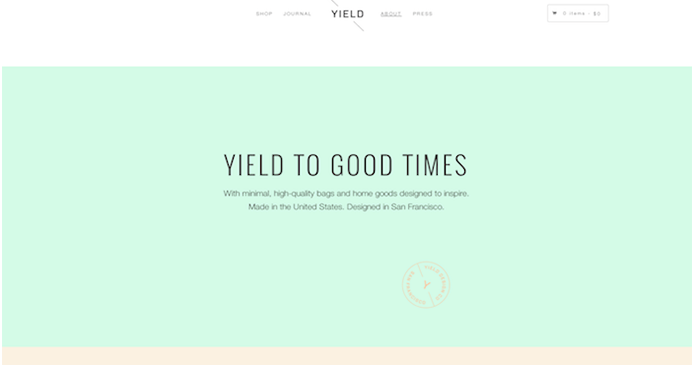 SHOP JOURNAL YIELD ABOUT PRESS 0 items - $0
YIELD TO GOOD TIMES
With minimal, high-quality bags and home goods designed to inspire.
Made in the United States. Designed in San Francisco.
Y